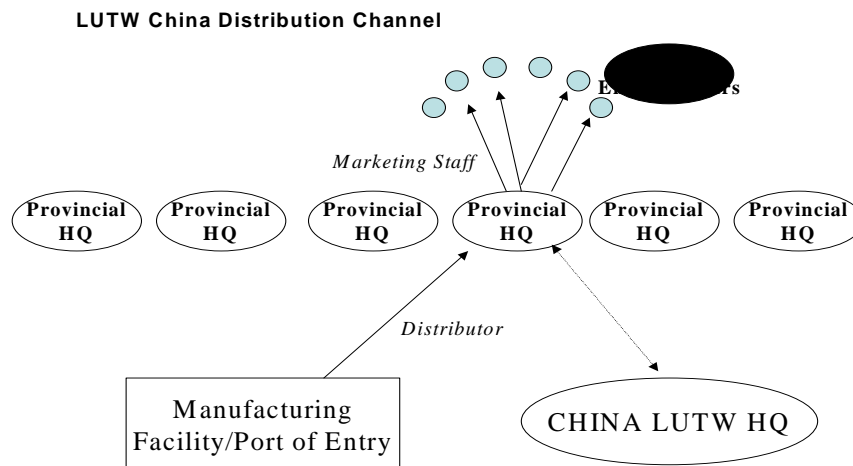 LUTW China Distribution Channel
Marketing Staff
Provincial HQ
Provincial HQ
Provincial HQ
Provincial HQ
Provincial HQ
Provincial HQ
Distributor
Manufacturing
Facility/Port of Entry
CHINA LUTW HQ